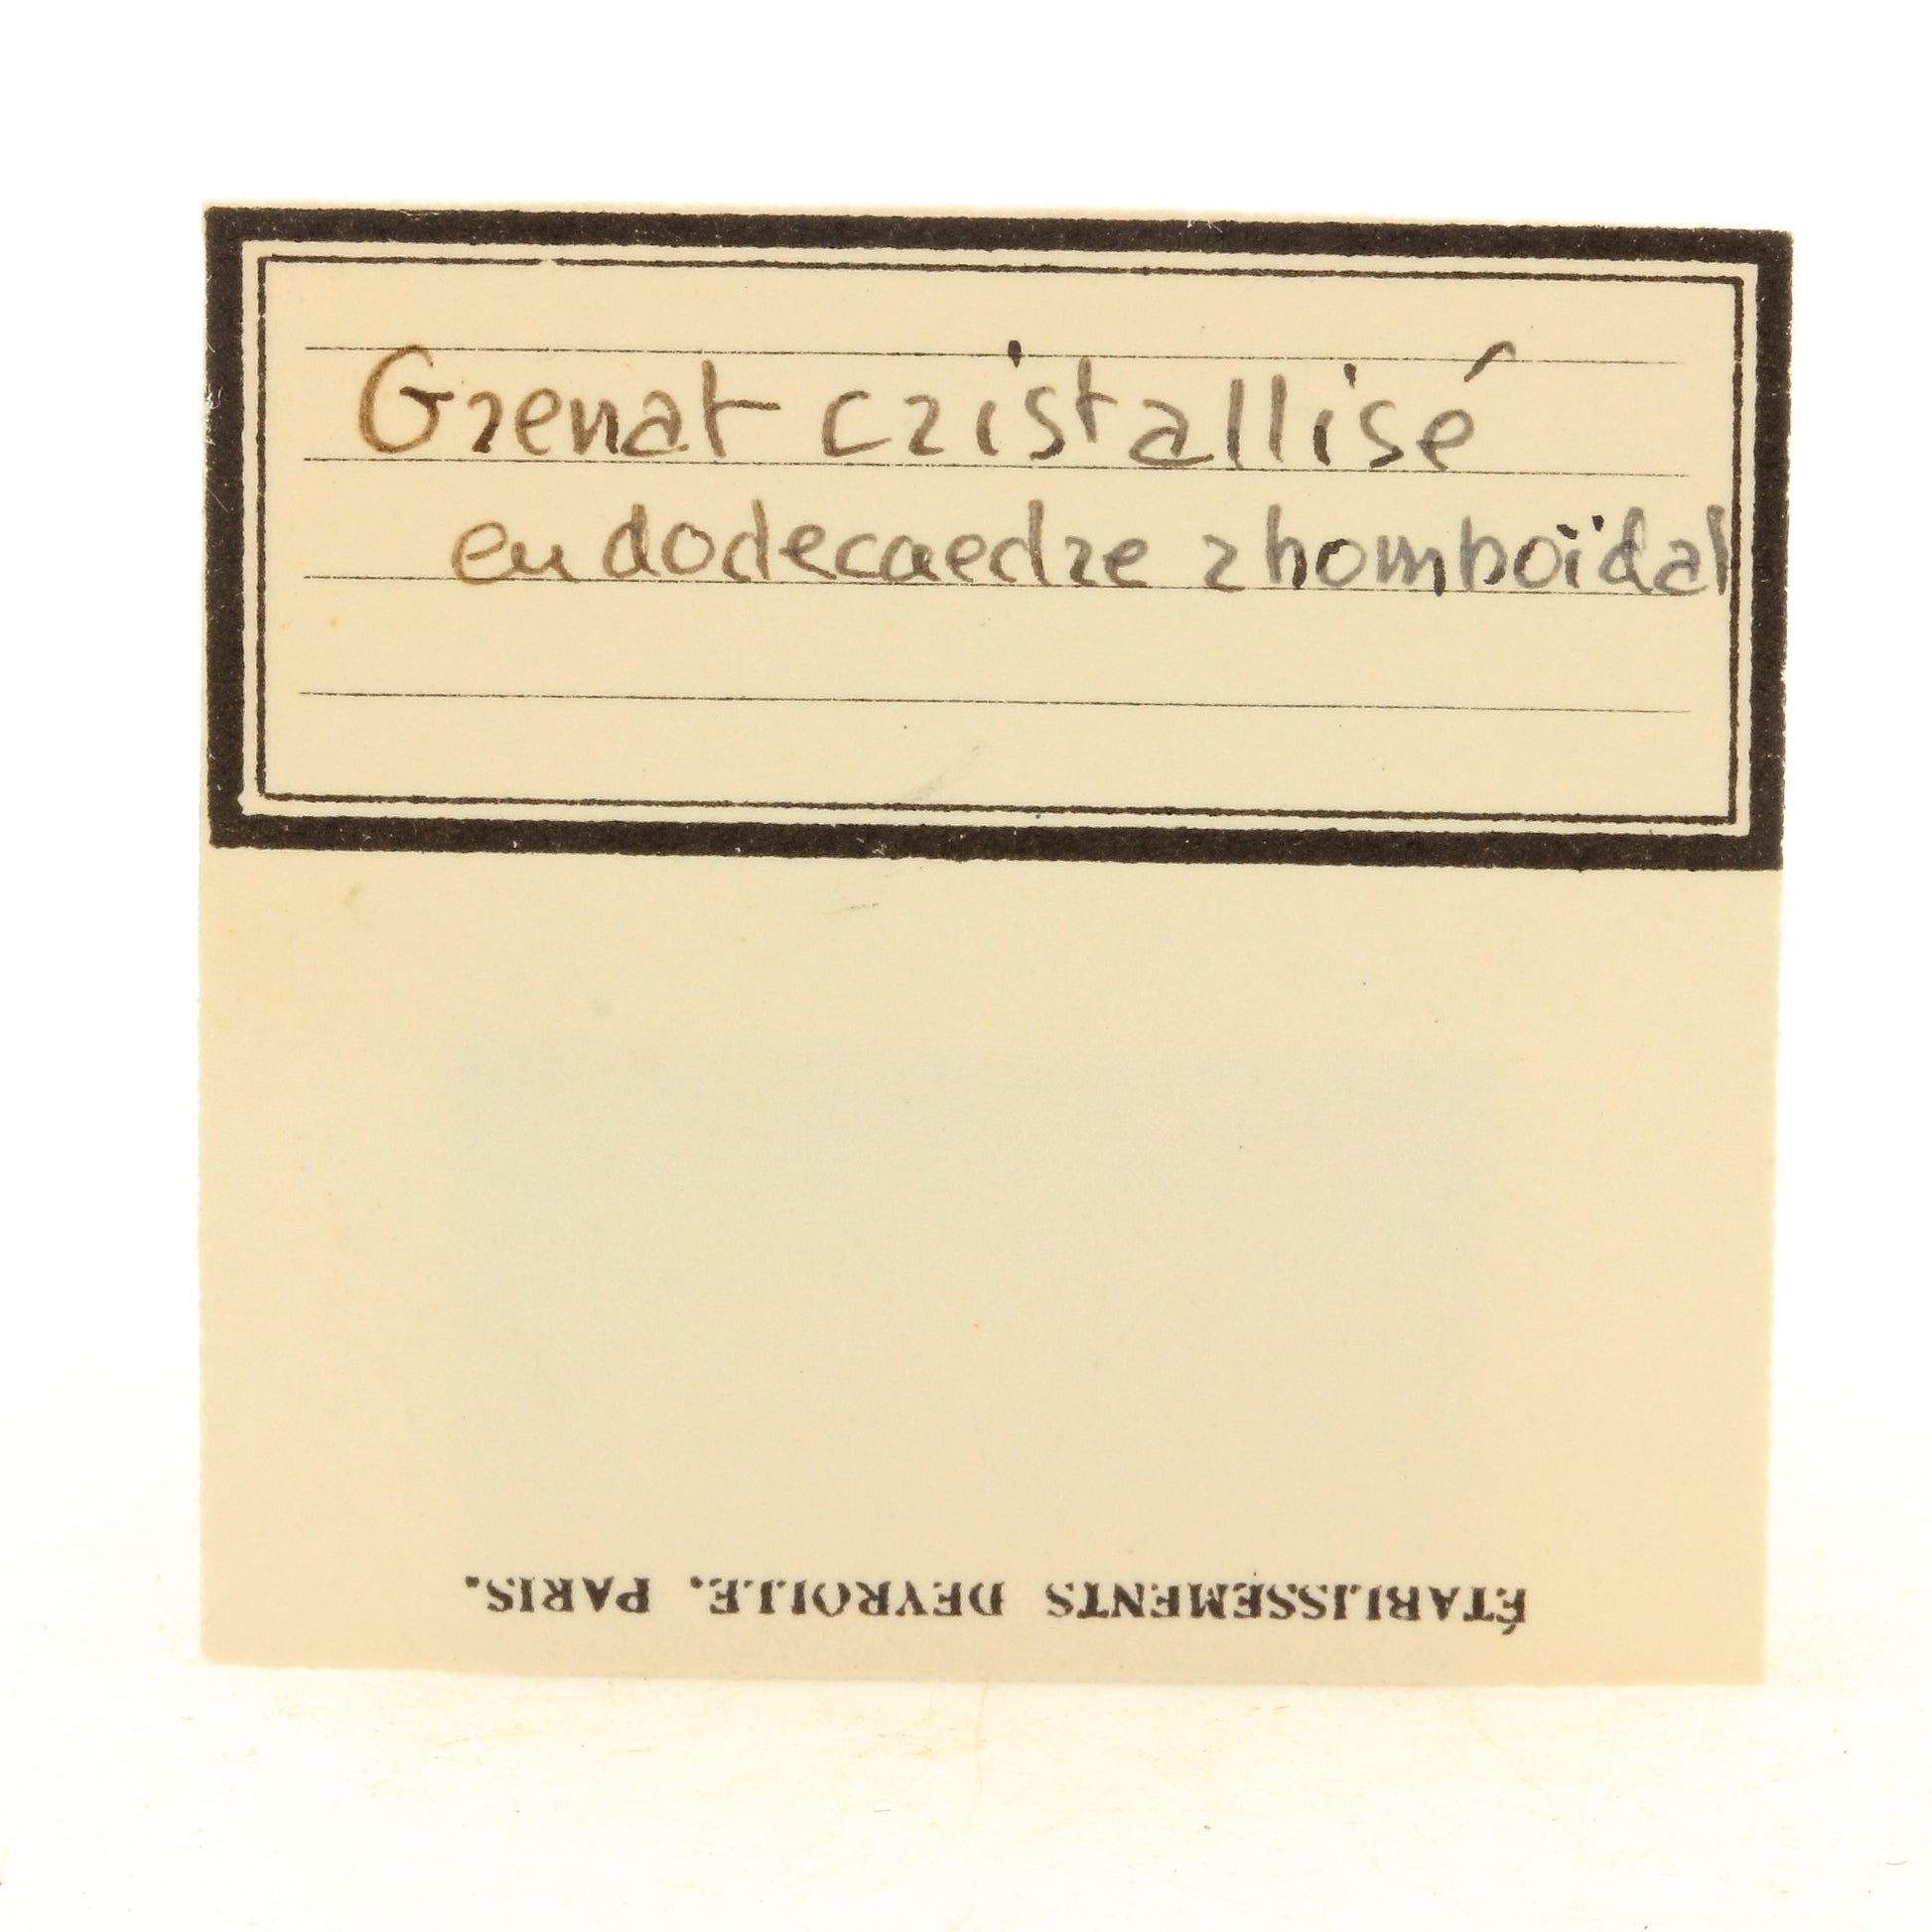 Grenat cristallisé
en dodecaedre rhomboïdal
ÉTABLISSEMENTS DEYROLLE. PARIS.